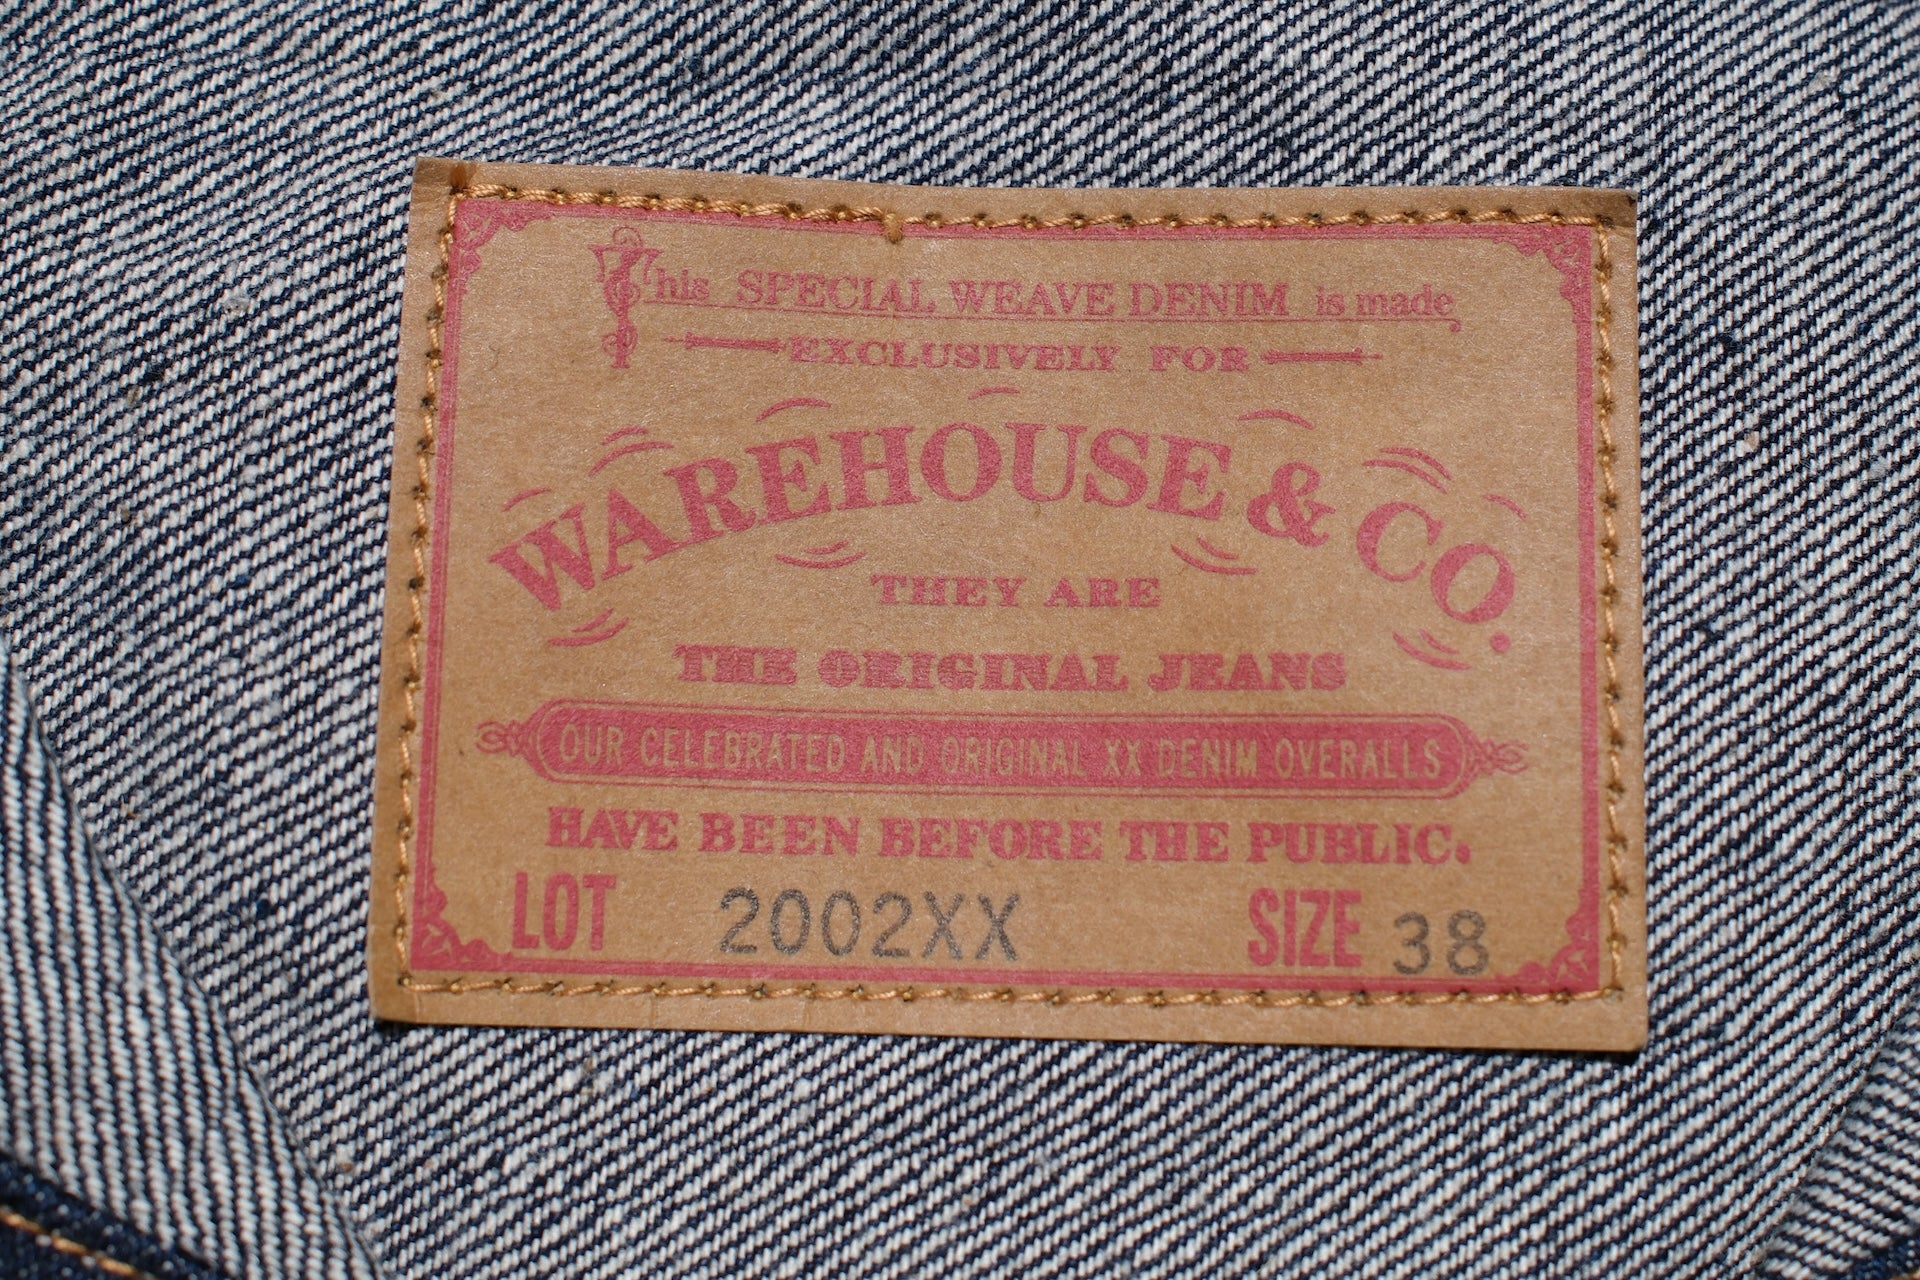 This SPECIAL WEAVE DENIM is made
EXCLUSIVELY FOR
WAREHOUSE & CO.
THEY ARE
THE ORIGINAL JEANS
OUR CELEBRATED AND ORIGINAL XX DENIM OVERALLS
HAVE BEEN BEFORE THE PUBLIC.
LOT 2002XX SIZE 38